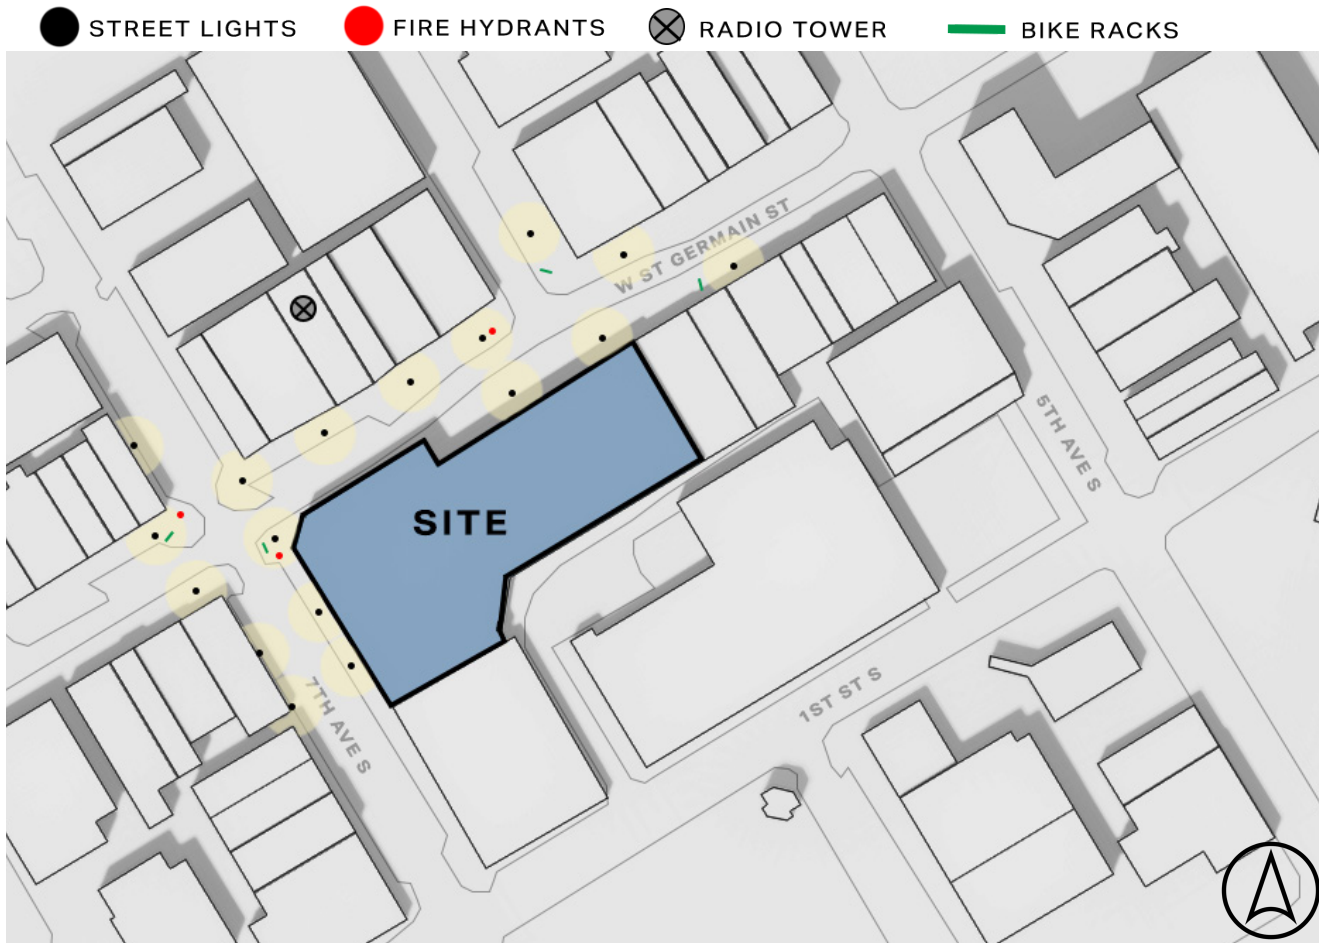 STREET LIGHTS
FIRE HYDRANTS
RADIO TOWER
BIKE RACKS
W ST GERMAIN ST
5TH AVE S
SITE
1ST ST S
7TH AVE S